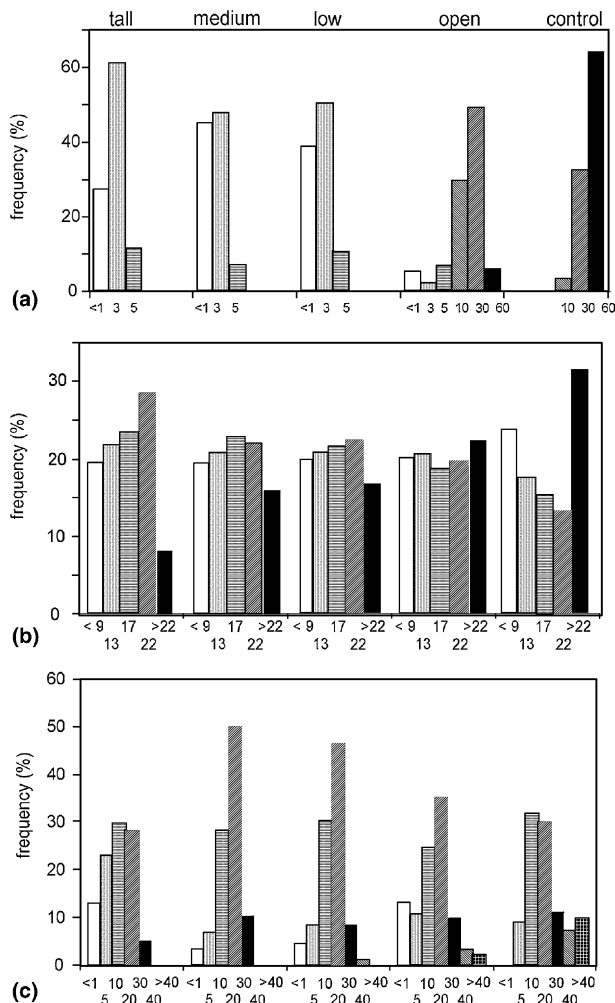 tall medium low open control
60
40
20
0
frequency (%)
(a)
<1 3 5 <1 3 5 <1 3 5 <1 3 5 10 30 60 10 30 60
30
20
10
0
frequency (%)
(b)
< 9 17 >22 < 9 17 >22 < 9 17 >22 < 9 17 >22 < 9 17 >22
13 22 13 22 13 22 13 22 13 22
60
50
40
30
20
10
0
frequency (%)
(c)
<1 10 30 >40 <1 10 30 >40 <1 10 30 >40 <1 10 30 >40 <1 10 30 >40
5 20 40 5 20 40 5 20 40 5 20 40 5 20 40